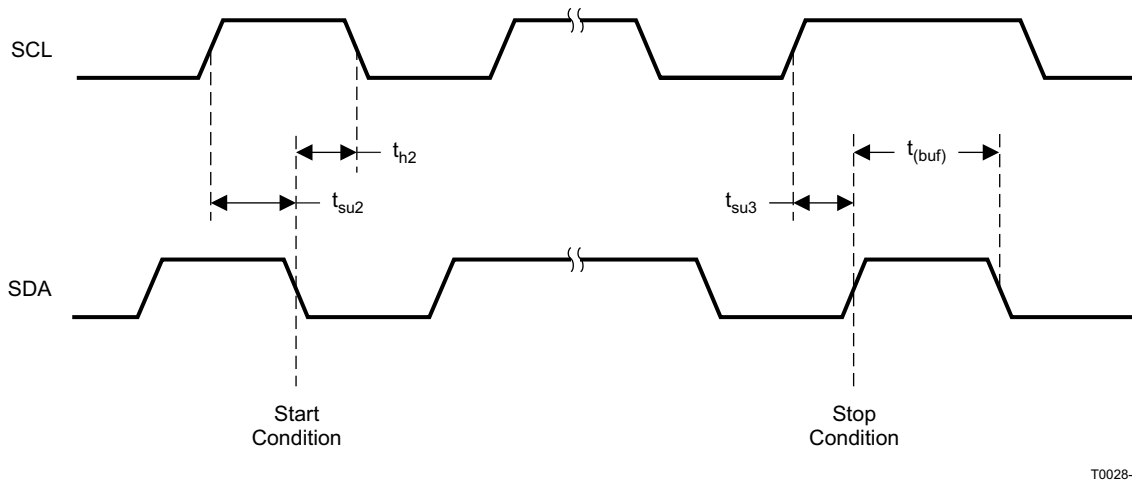 SCL
t_h2
t_(buf)
t_su2
t_su3
SDA
Start
Condition
Stop
Condition
T0028-